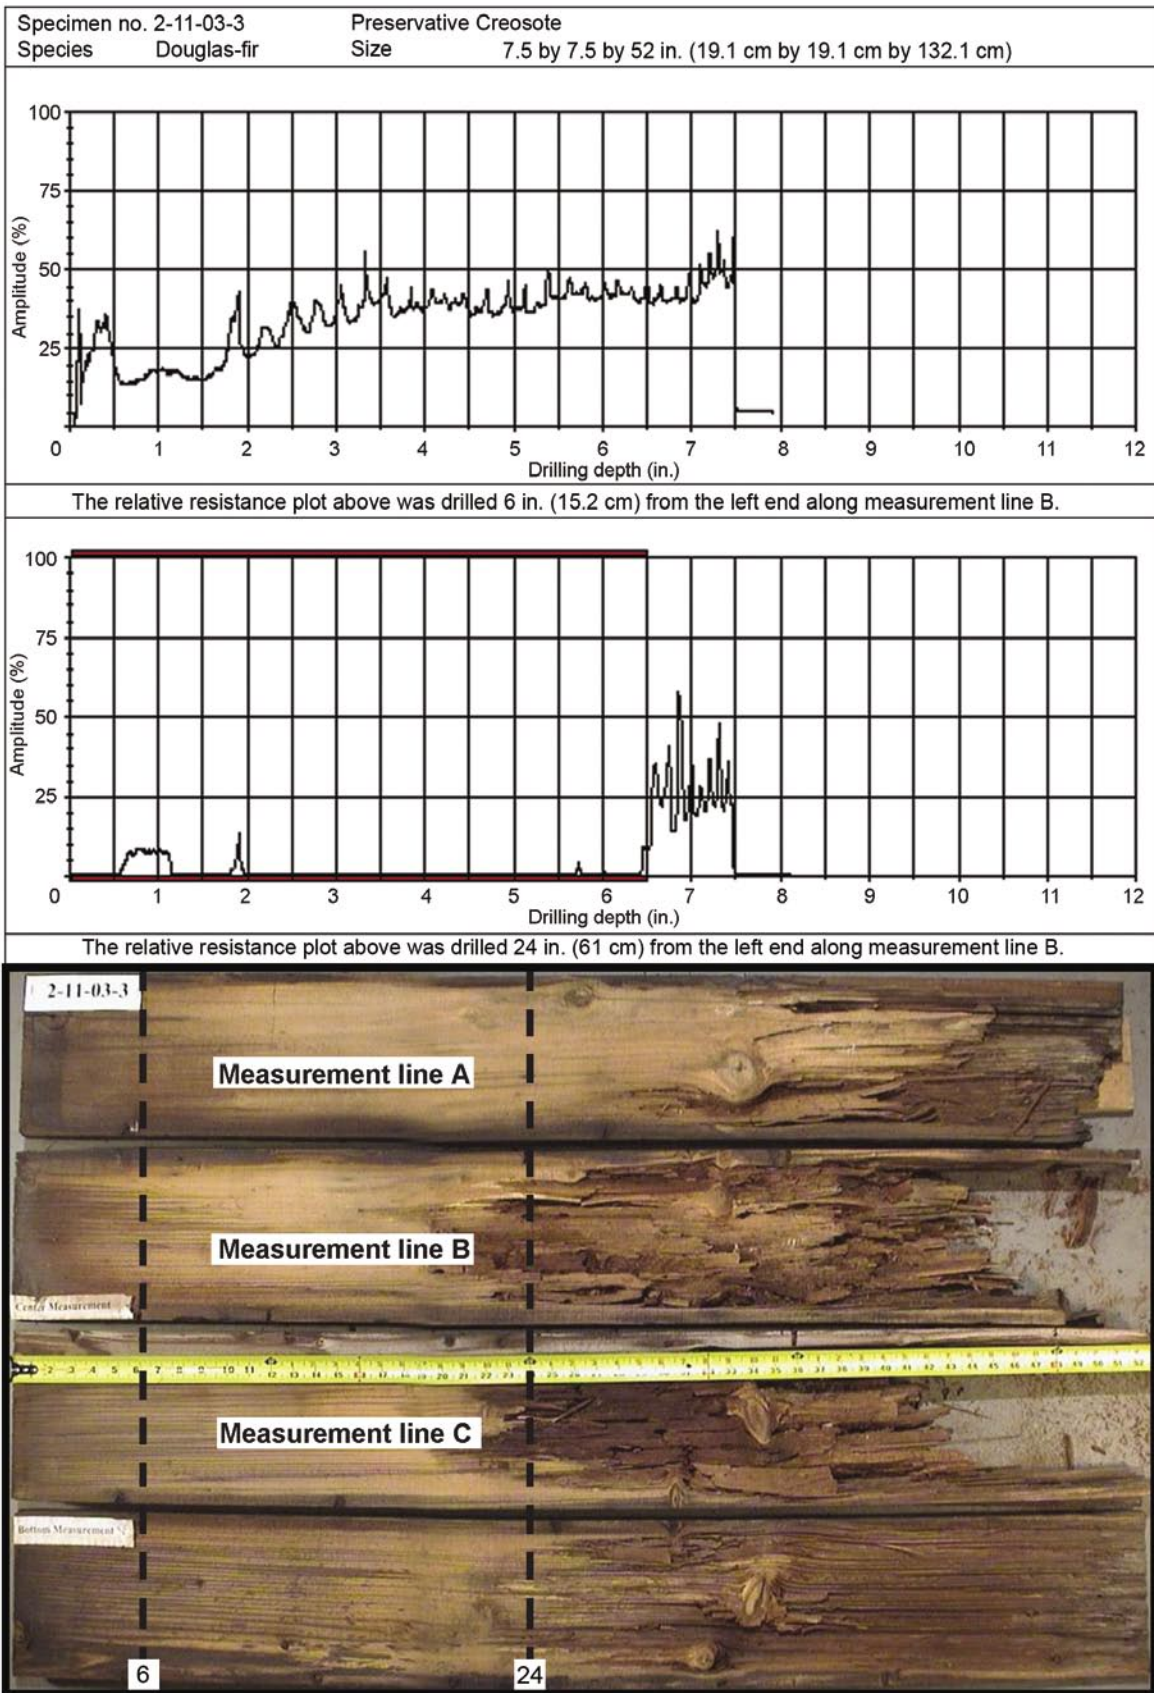 Specimen no. 2-11-03-3 Preservative Creosote
Species Douglas-fir Size 7.5 by 7.5 by 52 in. (19.1 cm by 19.1 cm by 132.1 cm)
100
75
50
25
Amplitude (%)
0 1 2 3 4 5 6 7 8 9 10 11 12
Drilling depth (in.)
The relative resistance plot above was drilled 6 in. (15.2 cm) from the left end along measurement line B.
100
75
50
25
Amplitude (%)
0 1 2 3 4 5 6 7 8 9 10 11 12
Drilling depth (in.)
The relative resistance plot above was drilled 24 in. (61 cm) from the left end along measurement line B.
2-11-03-3
Measurement line A
Measurement line B
Center Measurement
Measurement line C
Bottom Measurement
6 24